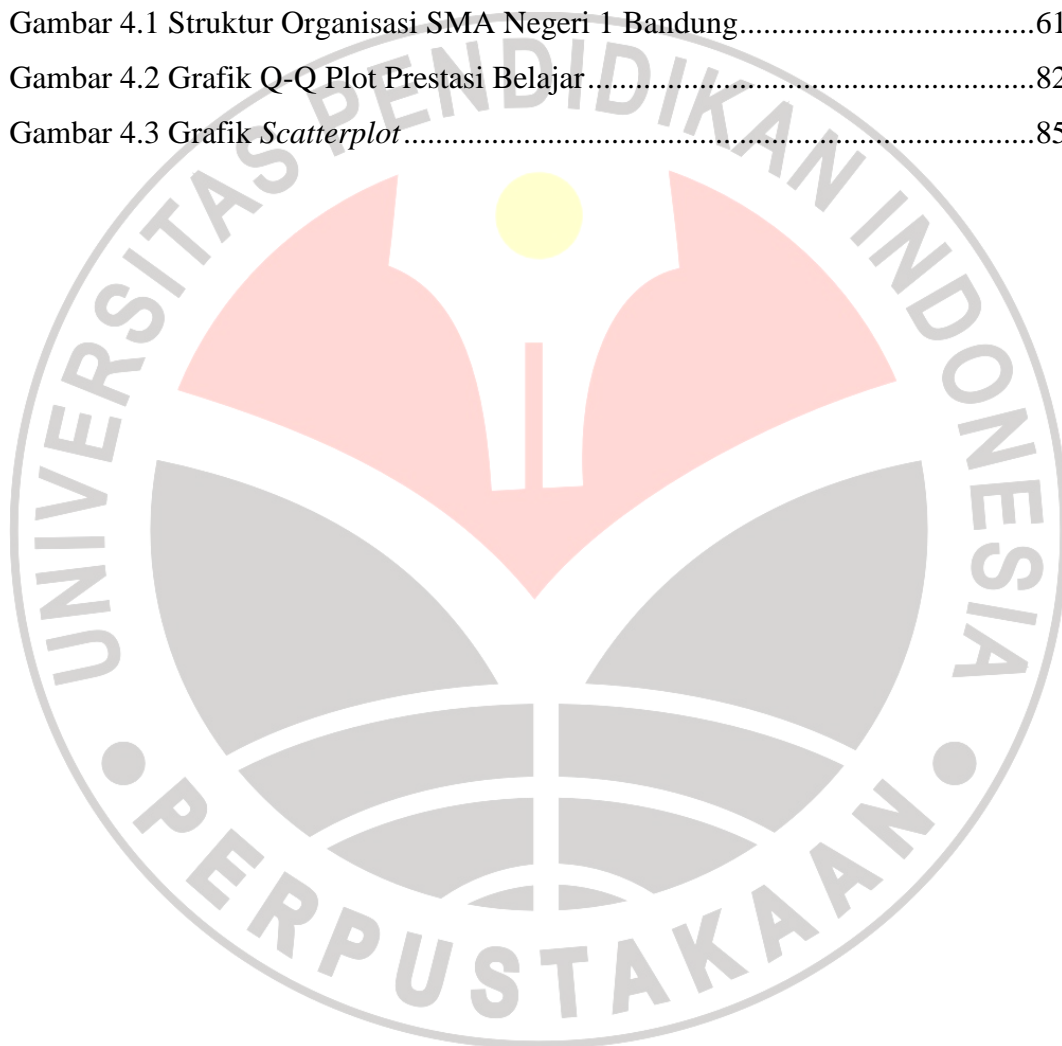 Gambar 4.1 Struktur Organisasi SMA Negeri 1 Bandung..................................61
Gambar 4.2 Grafik Q-Q Plot Prestasi Belajar....................................................82
Gambar 4.3 Grafik Scatterplot.........................................................................85
UNIVERSITAS PENDIDIKAN INDONESIA
PERPUSTAKAAN